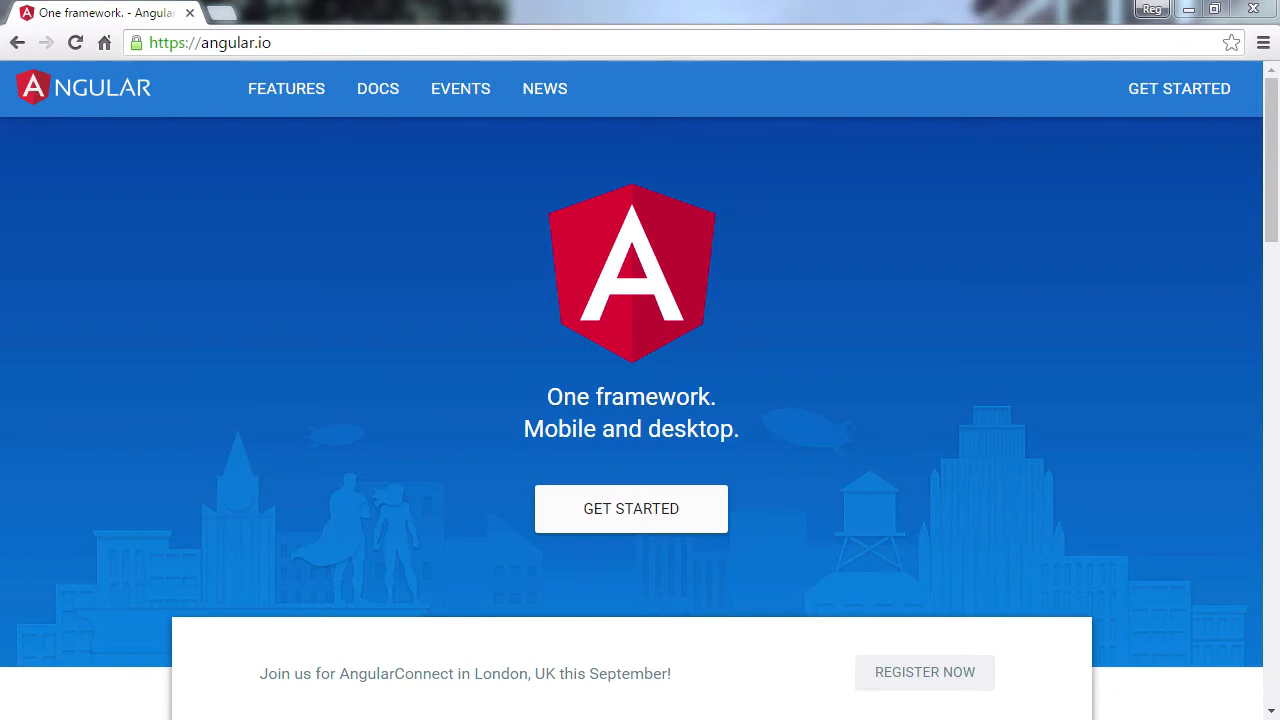 One framework. - Angula
Reg
https://angular.io
ANGULAR
FEATURES
DOCS
EVENTS
NEWS
GET STARTED
A
One framework.
Mobile and desktop.
GET STARTED
Join us for AngularConnect in London, UK this September!
REGISTER NOW